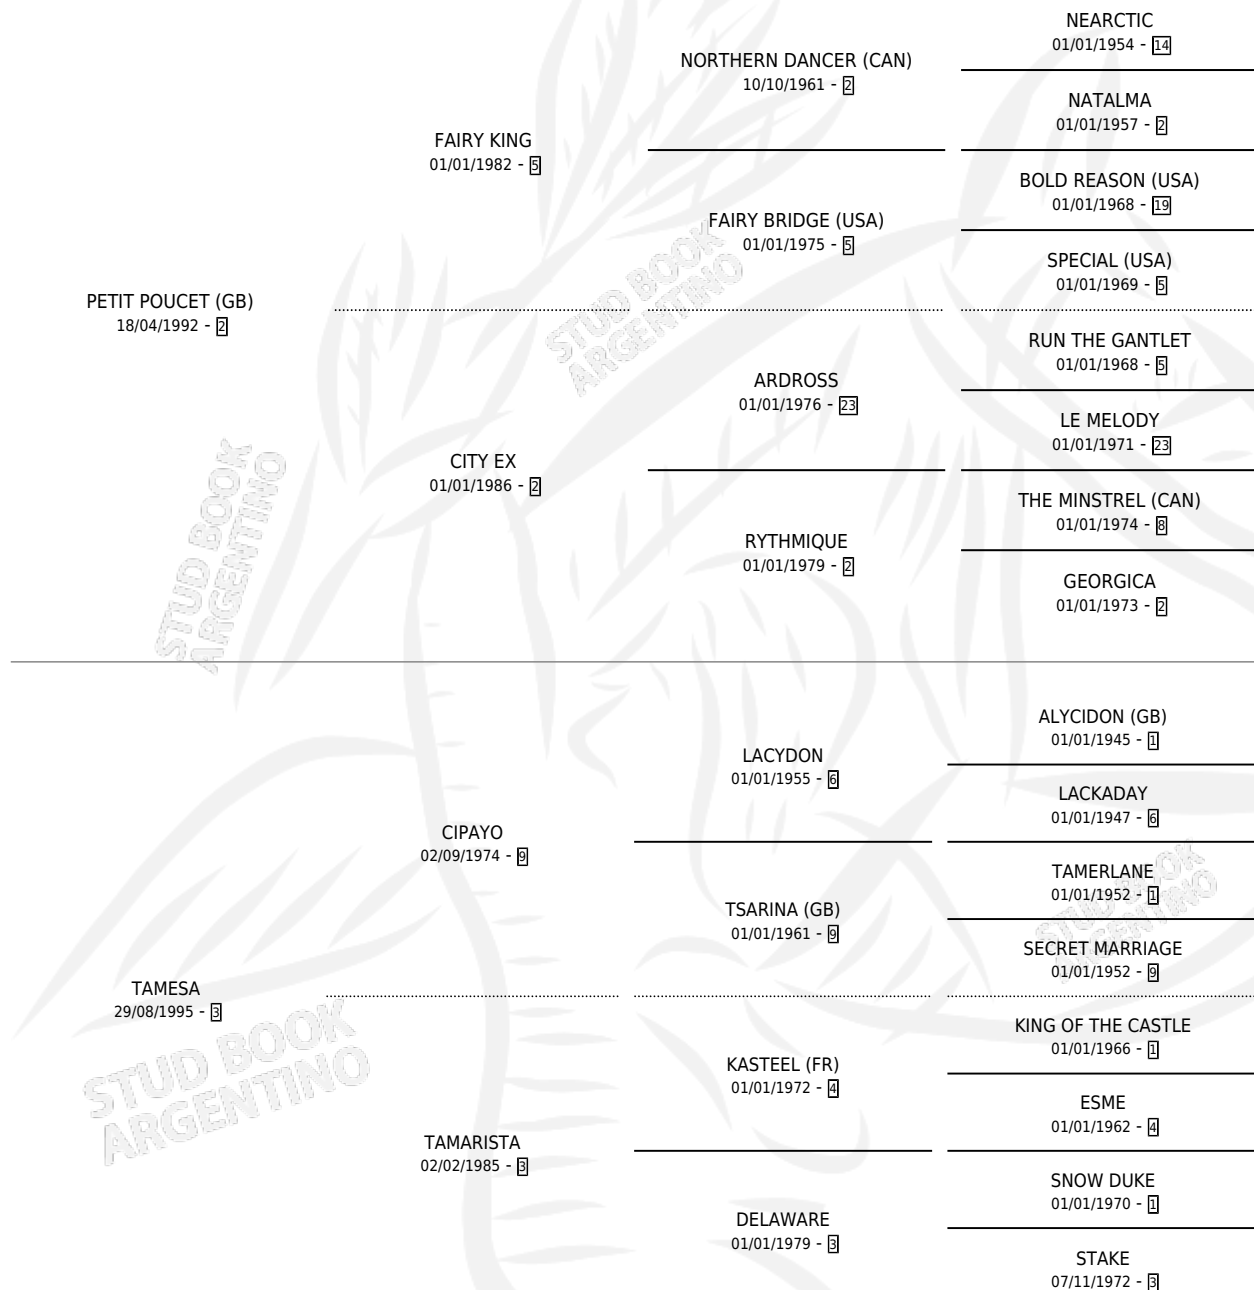 NEARCTIC
01/01/1954 - 14
NORTHERN DANCER (CAN)
10/10/1961 - 2
NATALMA
01/01/1957 - 2
FAIRY KING
01/01/1982 - 5
BOLD REASON (USA)
01/01/1968 - 19
FAIRY BRIDGE (USA)
01/01/1975 - 5
SPECIAL (USA)
01/01/1969 - 5
PETIT POUCET (GB)
18/04/1992 - 2
STUD BOOK
ARGENTINO
RUN THE GANTLET
01/01/1968 - 5
ARDROSS
01/01/1976 - 23
LE MELODY
01/01/1971 - 23
CITY EX
01/01/1986 - 2
THE MINSTREL (CAN)
01/01/1974 - 8
RYTHMIQUE
01/01/1979 - 2
GEORGICA
01/01/1973 - 2
STUD BOOK
ARGENTINO
ALYCIDON (GB)
01/01/1945 - 1
LACYDON
01/01/1955 - 6
LACKADAY
01/01/1947 - 6
CIPAYO
02/09/1974 - 9
TAMERLANE
01/01/1952 - 1
TSARINA (GB)
01/01/1961 - 9
STUD BOOK
ARGENTINO
SECRET MARRIAGE
01/01/1952 - 9
TAMESA
29/08/1995 - 3
KING OF THE CASTLE
01/01/1966 - 1
KASTEEL (FR)
01/01/1972 - 4
ESME
01/01/1962 - 4
STUD BOOK
ARGENTINO
TAMARISTA
02/02/1985 - 3
SNOW DUKE
01/01/1970 - 1
DELAWARE
01/01/1979 - 3
STAKE
07/11/1972 - 3